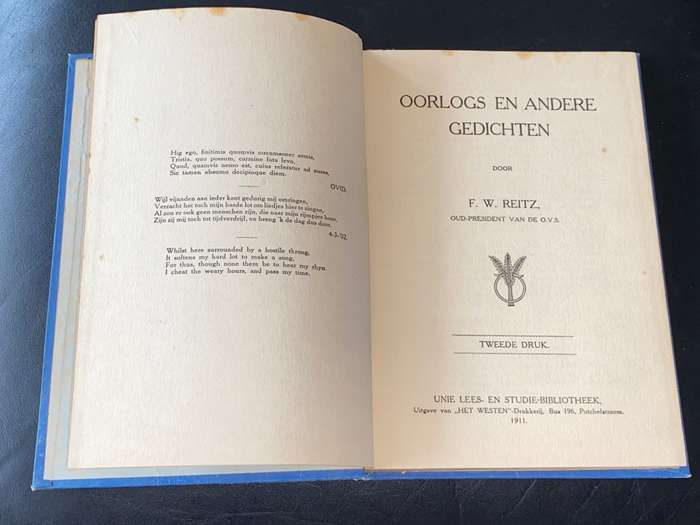 Hig ego, finitimis quamvis circumsoner armis,
Tristia, quo possum, carmine fata levo,
Quod, quamvis nemo est, cuius referatur ad aures,
Sic tamen absumo decipioque diem.
OVID.
Wijl vijanden aan ieder kant gedurig mij omringen,
Verzacht het toch mijn harde lot om liedjes hier te zingen,
Al zou er ook geen menschen zijn, die naar mijn rijmpjes hoort,
Zijn zij mij toch tot tijdverdrijf, en breng 'k de dag dus door.
4-3-'02.
Whilst here surrounded by a hostile throng,
It softens my hard lot to make a song,
For thus, though none there be to hear my rhym
I cheat the weary hours, and pass my time.
OORLOGS EN ANDERE
GEDICHTEN
DOOR
F. W. REITZ,
OUD-PRESIDENT VAN DE O.V.S.
TWEEDE DRUK.
UNIE LEES- EN STUDIE-BIBLIOTHEEK,
Uitgave van „HET WESTEN"-Drukkerij, Bus 196, Potchefstroom.
1911.